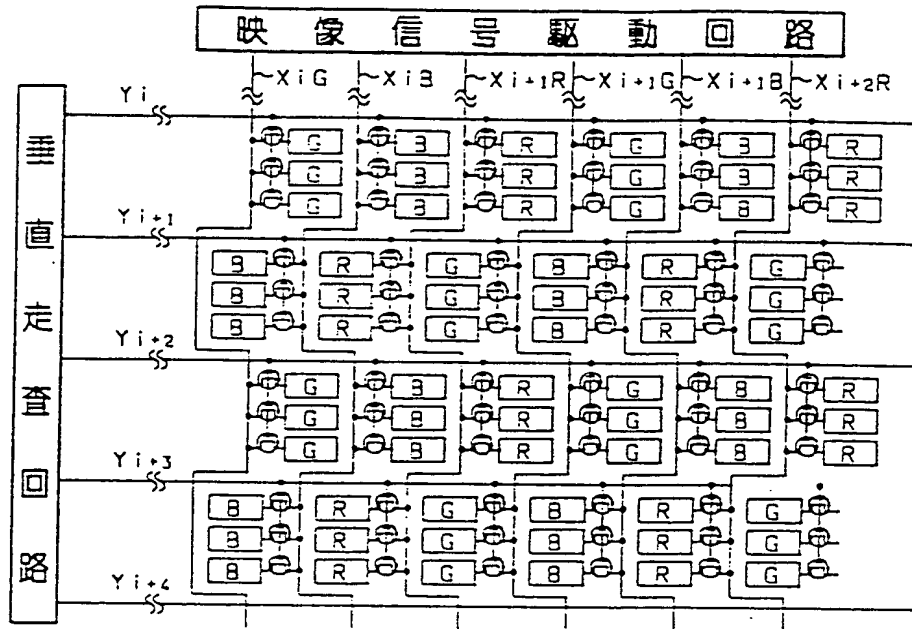 映像信号駆動回路
XiG XiB Xi+1R Xi+1G Xi+1B Xi+2R
垂直走査回路
Yi
G B R G B R
G B R G B R
G B R G B R
Yi+1
B R G B R G
B R G B R G
B R G B R G
Yi+2
G B R G B R
G B R G B R
G B R G B R
Yi+3
B R G B R G
B R G B R G
B R G B R G
Yi+4